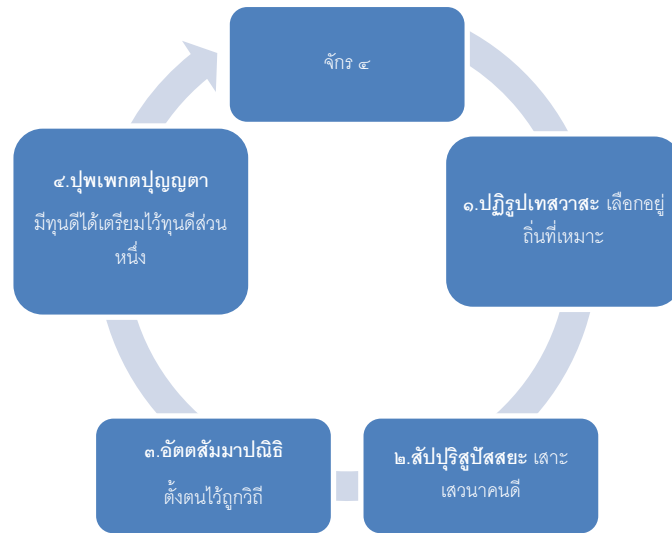 จักร ๔
๑.ปฏิรูปเทสวาสะ เลือกอยู่
ถิ่นที่เหมาะ
๒.สัปปุริสูปัสสยะ เสาะ
เสวนาคนดี
๓.อัตตสัมมาปณิธิ
ตั้งตนไว้ถูกวิถี
๔.ปุพเพกตปุญญตา
มีทุนดีได้เตรียมไว้ทุนดีส่วน
หนึ่ง